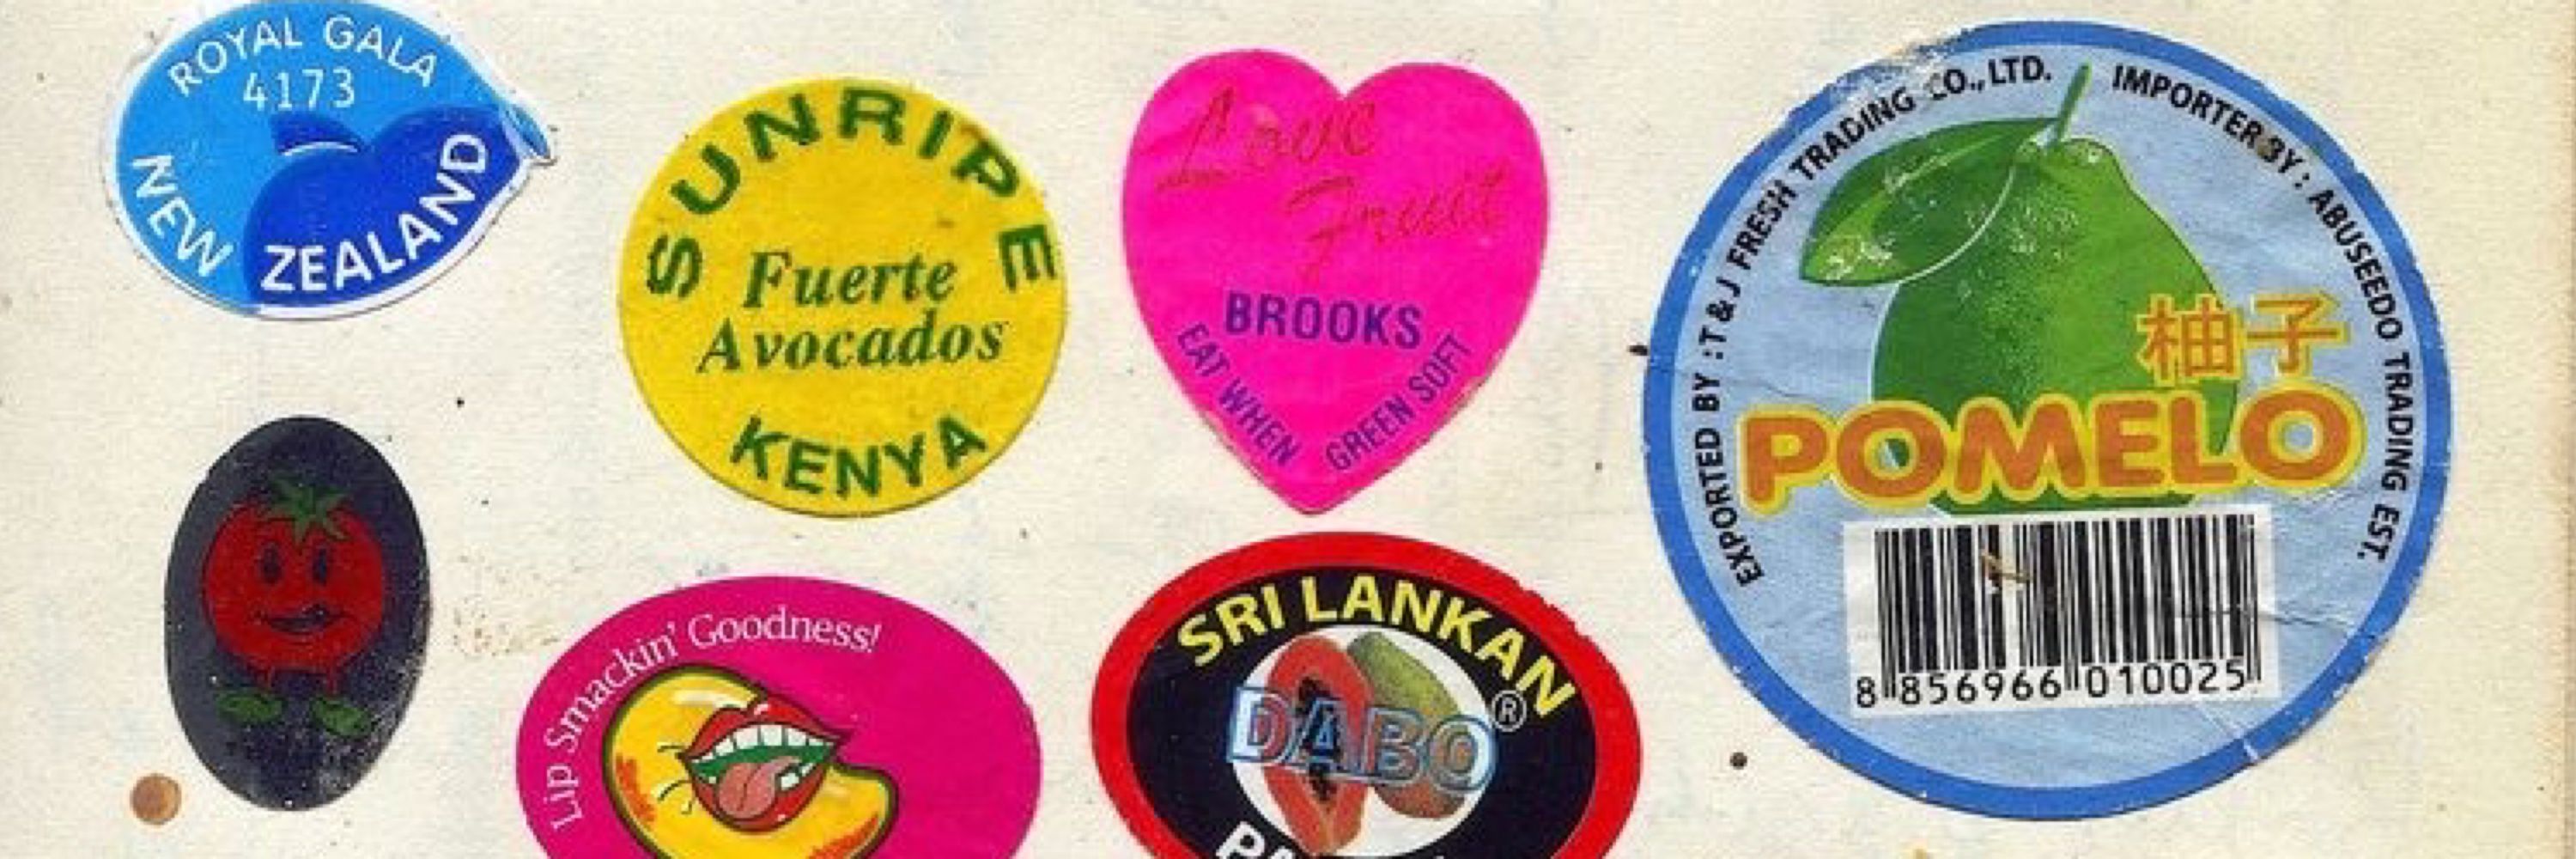 ROYAL GALA
4173
NEW ZEALAND
SUNRIPE
Fuerte
Avocados
KENYA
Love
Fruit
BROOKS
EAT WHEN GREEN SOFT
EXPORTED BY : T & J FRESH TRADING CO., LTD.
IMPORTER BY : ABUSEEDO TRADING EST.
柚子
POMELO
8 856966 010025
Lip Smackin' Goodness!
SRI LANKAN
DABO ®